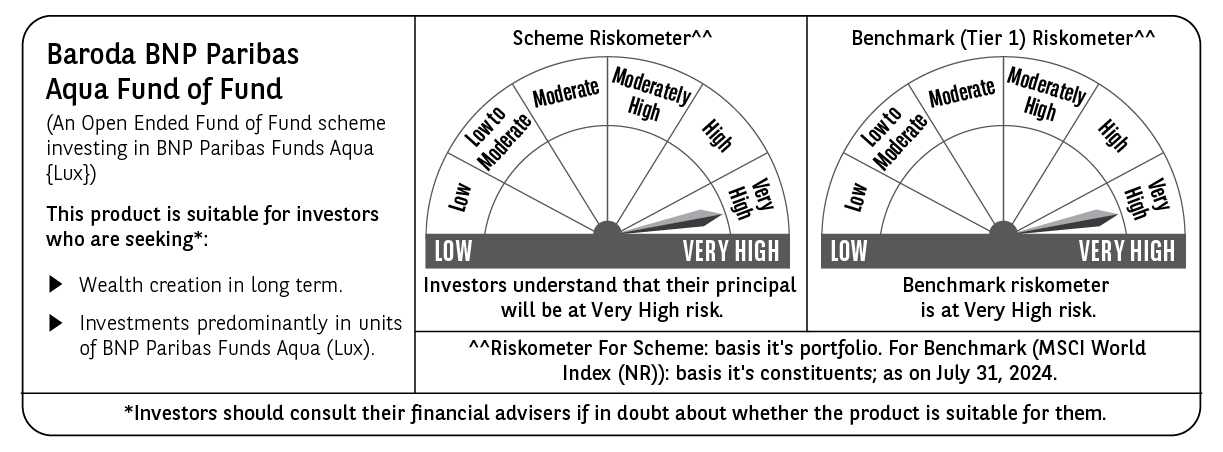 Baroda BNP Paribas
Aqua Fund of Fund
(An Open Ended Fund of Fund scheme
investing in BNP Paribas Funds Aqua
{Lux})
This product is suitable for investors
who are seeking*:
Wealth creation in long term.
Investments predominantly in units
of BNP Paribas Funds Aqua (Lux).
Scheme Riskometer^^
Low
Low to
Moderate
Moderate
Moderately
High
High
Very
High
LOW
VERY HIGH
Investors understand that their principal
will be at Very High risk.
Benchmark (Tier 1) Riskometer^^
Low
Low to
Moderate
Moderate
Moderately
High
High
Very
High
LOW
VERY HIGH
Benchmark riskometer
is at Very High risk.
^^Riskometer For Scheme: basis it's portfolio. For Benchmark (MSCI World
Index (NR)): basis it's constituents; as on July 31, 2024.
*Investors should consult their financial advisers if in doubt about whether the product is suitable for them.